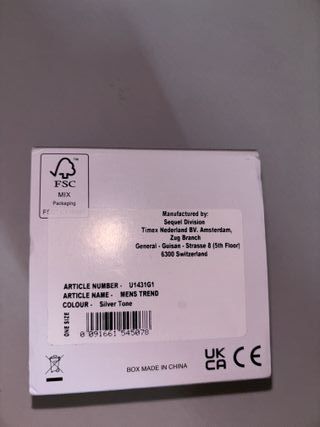 FSC
MIX
Packaging
Manufactured by:
Sequel Division
Timex Nederland BV. Amsterdam,
Zug Branch
General - Guisan - Strasse 8 (5th Floor)
6300 Switzerland
ARTICLE NUMBER - U1431G1
ARTICLE NAME - MENS TREND
COLOUR - Silver Tone
ONE SIZE
0 091661 545078
BOX MADE IN CHINA
UK
CA
CE